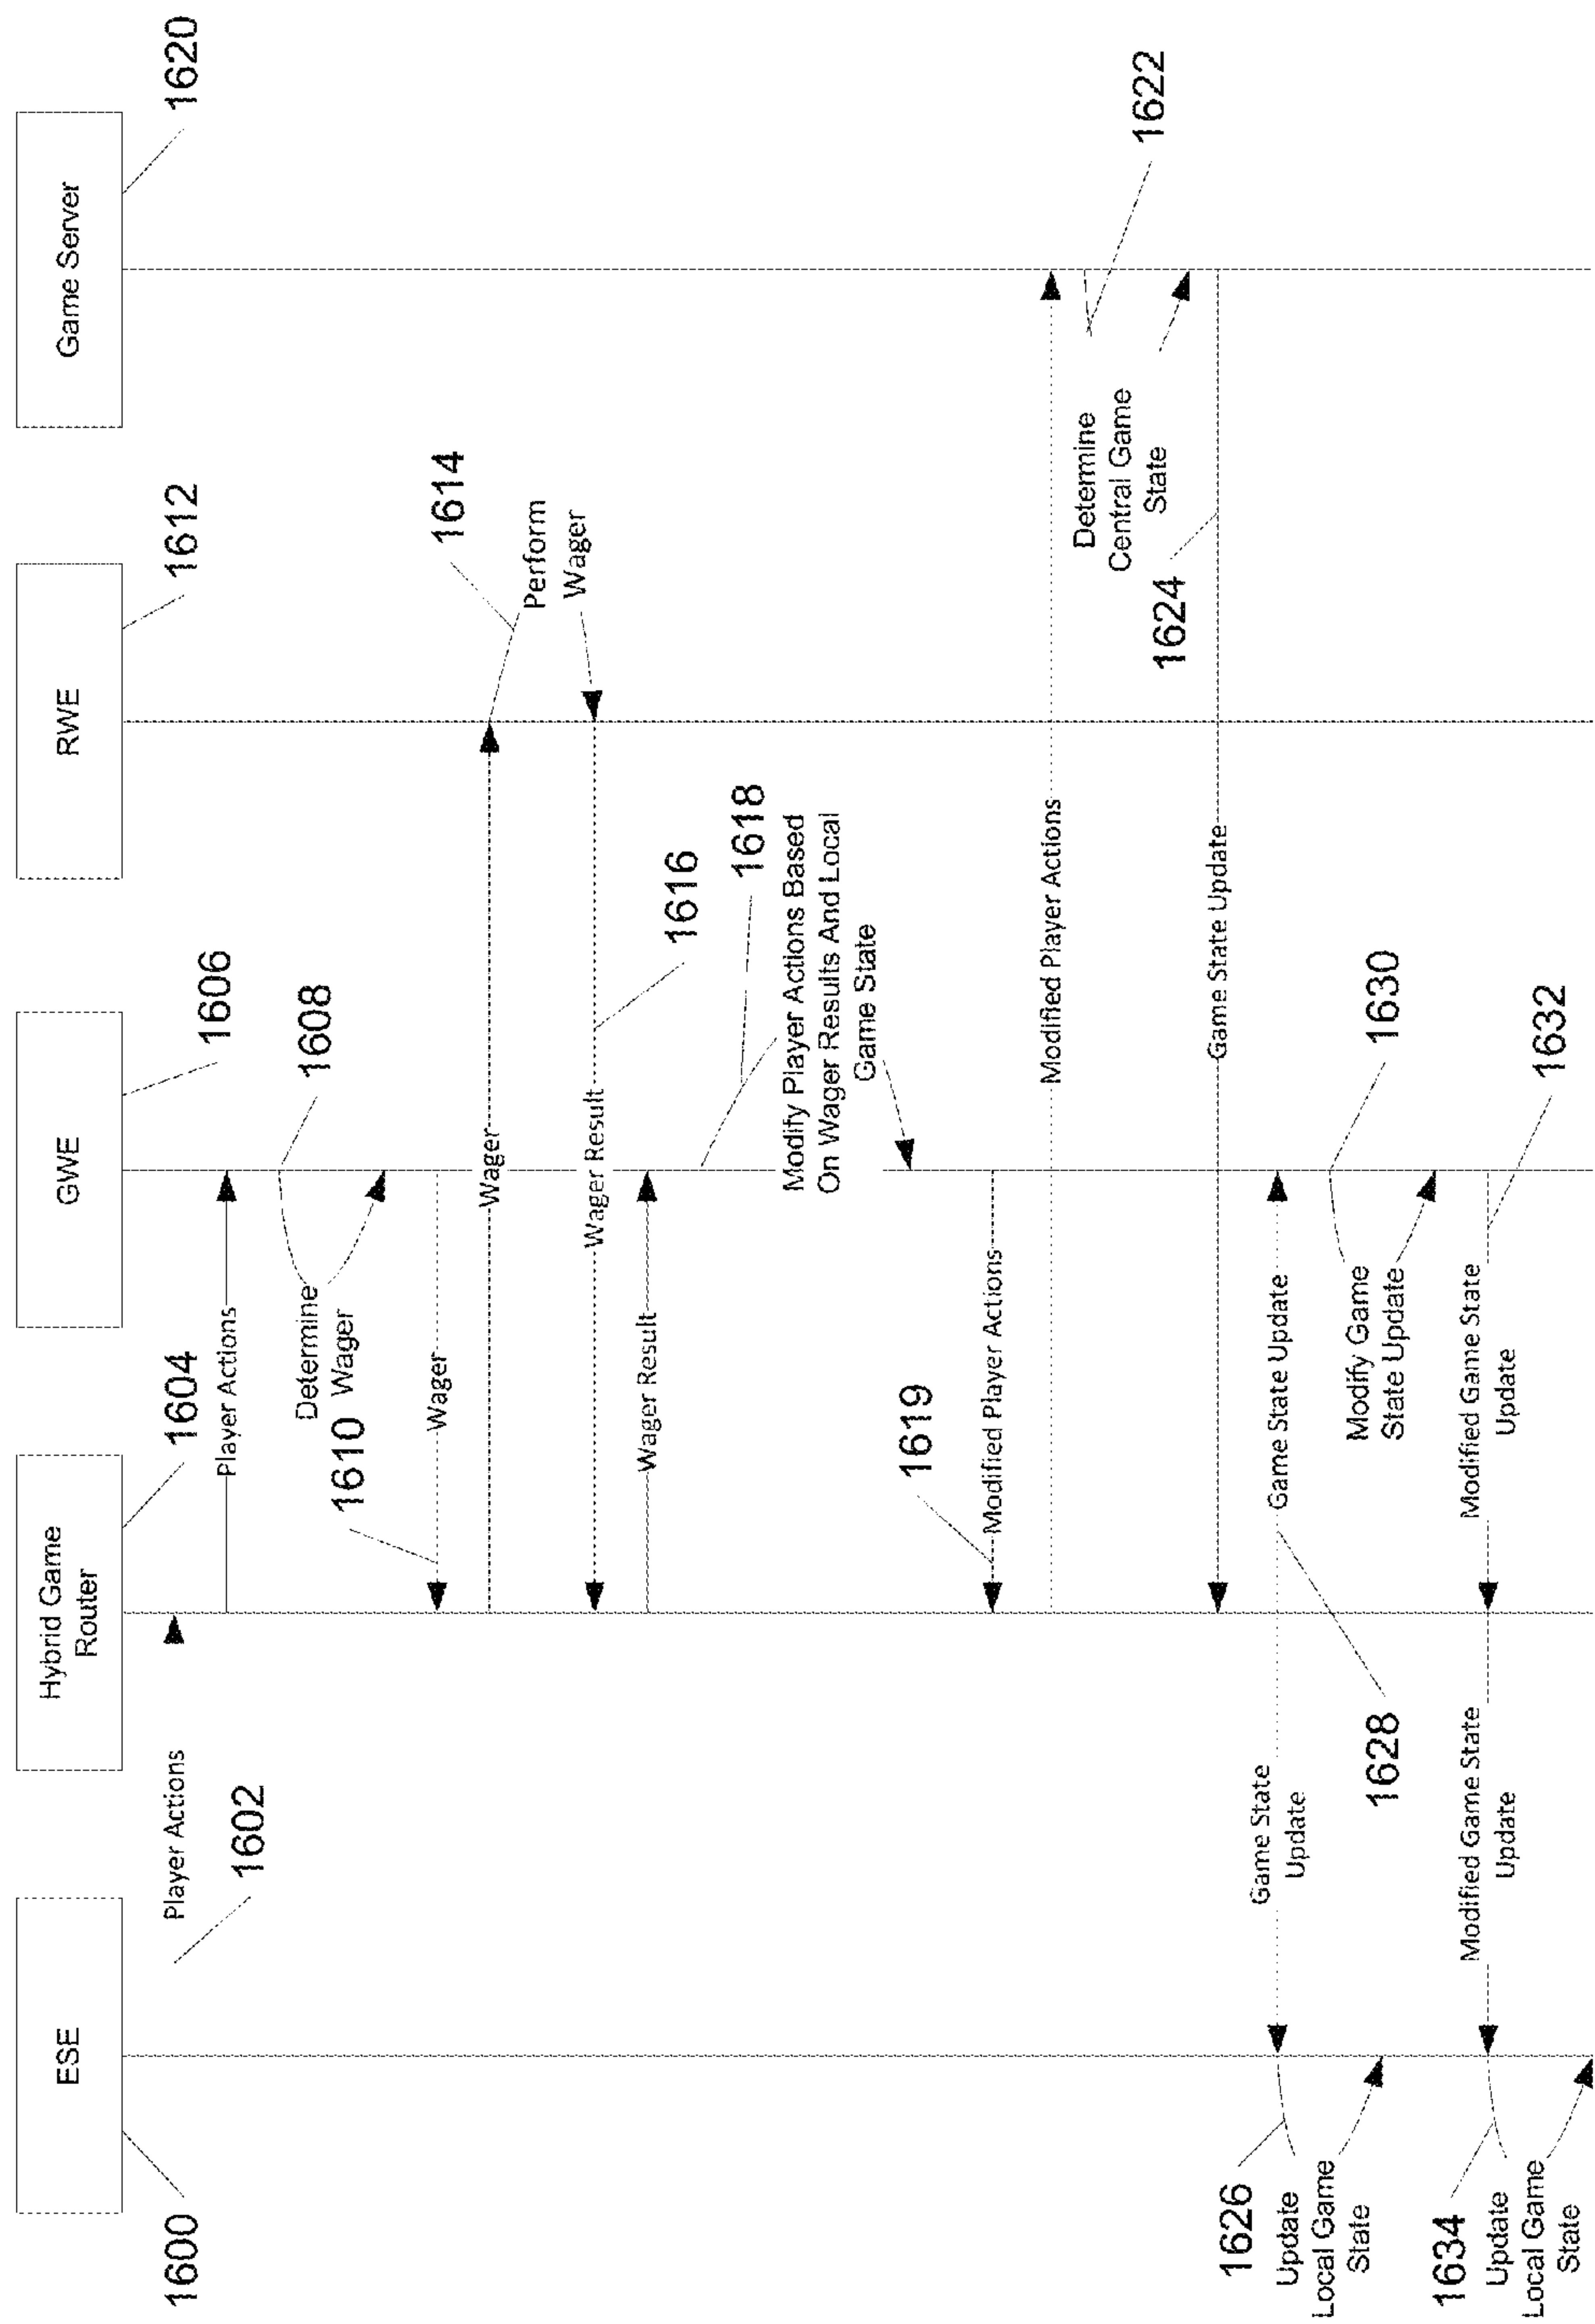 ESE
Hybrid Game
Router
GWE
RWE
Game Server
1600
1604
1606
1612
1620
Player Actions
1602
Player Actions
1608
Determine
Wager
1610
Wager
Wager
1614
Perform
Wager
Wager Result
1616
Wager Result
1618
Modify Player Actions Based
On Wager Results And Local
Game State
1619
Modified Player Actions
Modified Player Actions
1622
Determine
Central Game
State
1624
Game State Update
Game State
Update
Game State Update
1626
Update
Local Game
State
1628
1630
Modify Game
State Update
1632
Modified Game State
Update
Modified Game State
Update
1634
Update
Local Game
State